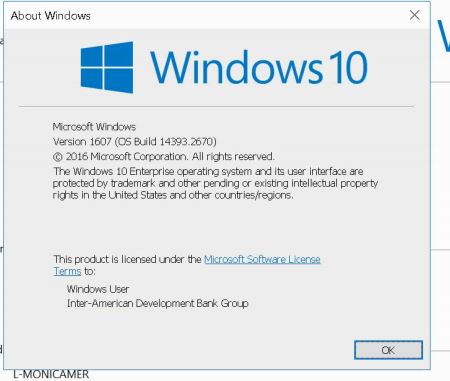 About Windows
Windows 10
Microsoft Windows
Version 1607 (OS Build 14393.2670)
© 2016 Microsoft Corporation. All rights reserved.
The Windows 10 Enterprise operating system and its user interface are
protected by trademark and other pending or existing intellectual property
rights in the United States and other countries/regions.
This product is licensed under the Microsoft Software License
Terms to:
Windows User
Inter-American Development Bank Group
OK
L-MONICAMER